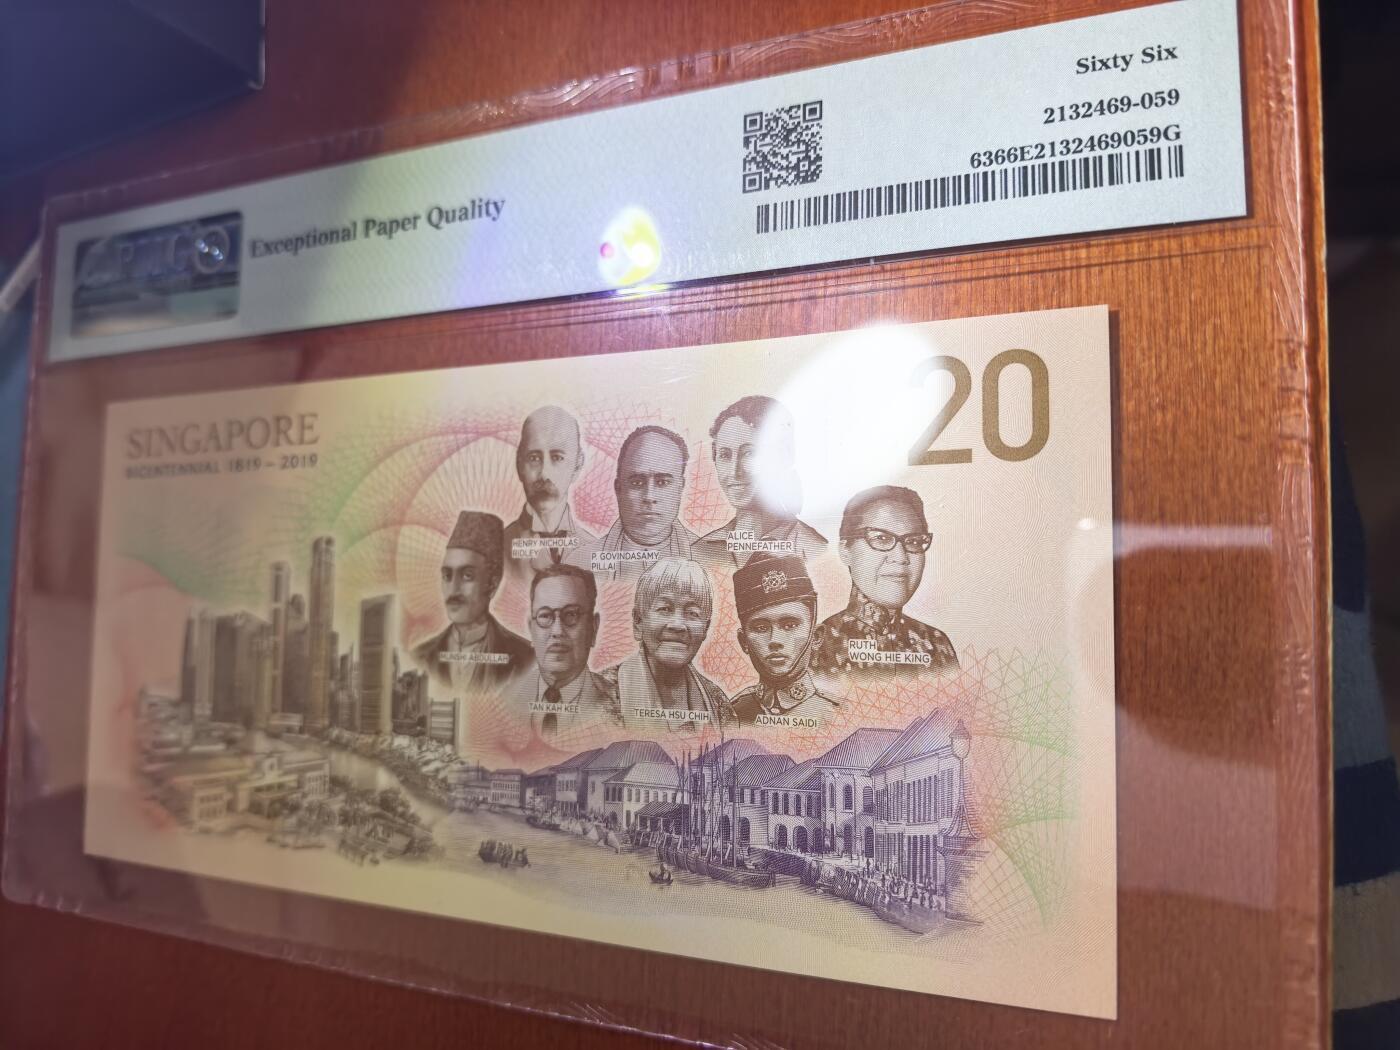 Sixty Six
2132469-059
6366E2132469059G
PMG
Exceptional Paper Quality
SINGAPORE
BICENTENNIAL 1819 – 2019
20
HENRY NICHOLAS
RIDLEY
P. GOVINDASAMY
PILLAI
ALICE
PENNEFATHER
MUNSHI ABDULLAH
TAN KAH KEE
TERESA HSU CHIH
ADNAN SAIDI
RUTH
WONG HIE KING